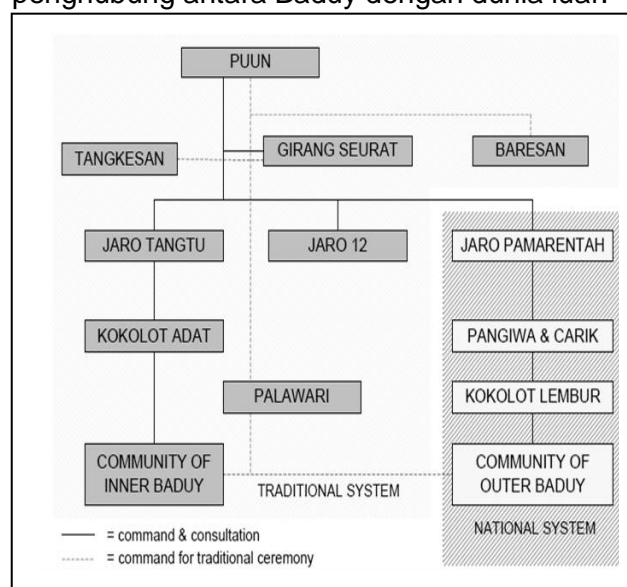 penghubung antara Baduy dengan dunia luar.
PUUN
TANGKESAN
GIRANG SEURAT
BARESAN
JARO TANGTU
JARO 12
JARO PAMARENTAH
KOKOLOT ADAT
PANGIWA & CARIK
PALAWARI
KOKOLOT LEMBUR
COMMUNITY OF
INNER BADUY
TRADITIONAL SYSTEM
COMMUNITY OF
OUTER BADUY
NATIONAL SYSTEM
= command & consultation
= command for traditional ceremony